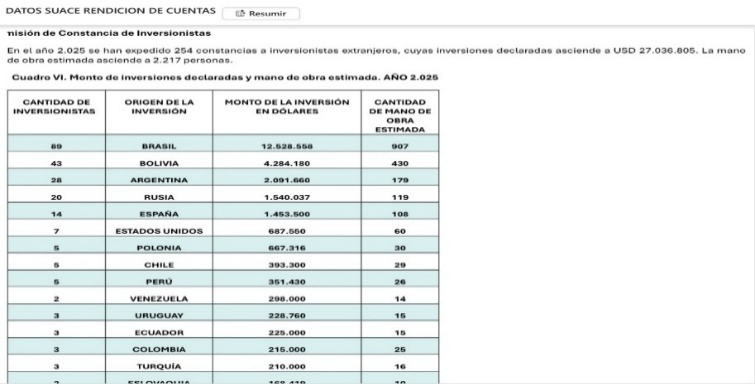 DATOS SUACE RENDICION DE CUENTAS Resumir
nisión de Constancia de Inversionistas
En el año 2.025 se han expedido 254 constancias a inversionistas extranjeros, cuyas inversiones declaradas asciende a USD 27.036.805. La mano
de obra estimada asciende a 2.217 personas.
Cuadro VI. Monto de inversiones declaradas y mano de obra estimada. AÑO 2.025
CANTIDAD DE INVERSIONISTAS ORIGEN DE LA INVERSIÓN MONTO DE LA INVERSIÓN EN DÓLARES CANTIDAD DE MANO DE OBRA ESTIMADA
89 BRASIL 12.528.558 907
43 BOLIVIA 4.284.180 430
28 ARGENTINA 2.091.660 179
20 RUSIA 1.540.037 119
14 ESPAÑA 1.453.500 108
7 ESTADOS UNIDOS 687.550 60
5 POLONIA 667.316 30
5 CHILE 393.300 29
5 PERÚ 351.430 26
2 VENEZUELA 298.000 14
3 URUGUAY 228.760 15
3 ECUADOR 225.000 15
3 COLOMBIA 215.000 25
3 TURQUÍA 210.000 16
ESLOVAQUIA